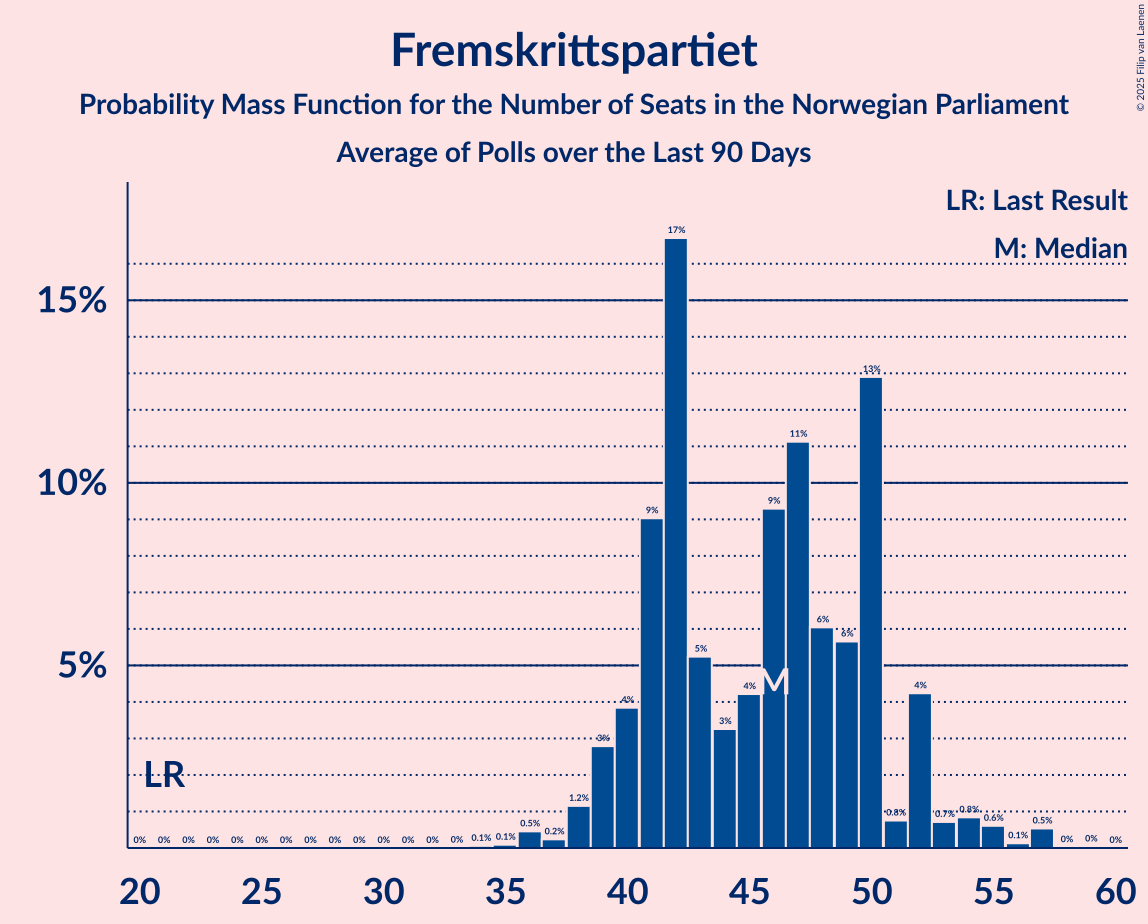 Fremskrittspartiet
Probability Mass Function for the Number of Seats in the Norwegian Parliament
Average of Polls over the Last 90 Days
© 2025 Filip van Laenen
LR: Last Result
M: Median
15%
10%
5%
17%
13%
11%
9%
9%
6%
6%
5%
4%
4%
4%
3%
3%
1.2%
0.8%
0.7%
0.8%
0.6%
0.5%
0.2%
0.1%
0.5%
M
LR
0% 0% 0% 0% 0% 0% 0% 0% 0% 0% 0% 0% 0% 0% 0.1% 0.1% 0% 0% 0%
20 25 30 35 40 45 50 55 60